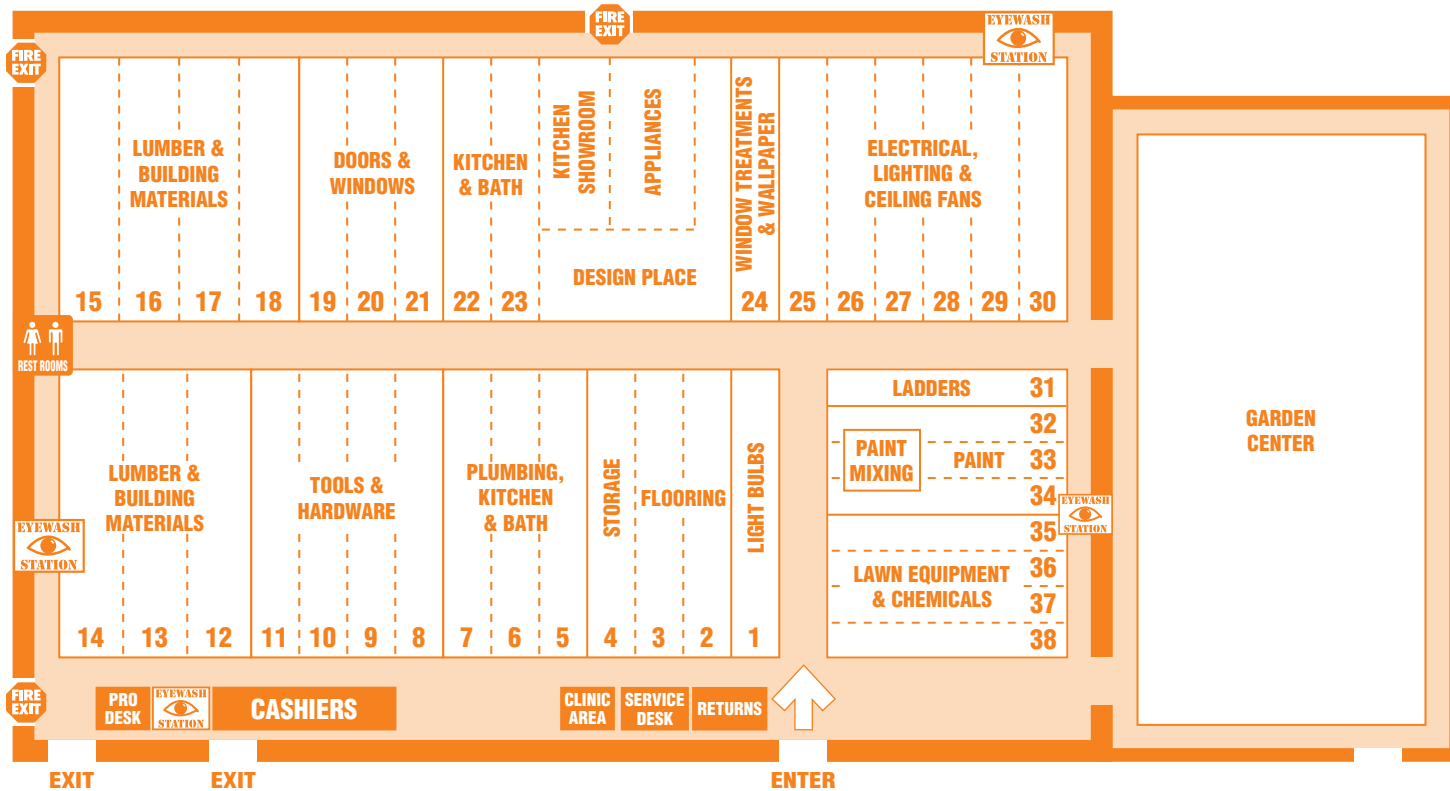 FIRE
EXIT
EYEWASH
STATION
FIRE
EXIT
LUMBER &
BUILDING
MATERIALS
DOORS &
WINDOWS
KITCHEN
& BATH
KITCHEN
SHOWROOM
APPLIANCES
DESIGN PLACE
WINDOW TREATMENTS
& WALLPAPER
ELECTRICAL,
LIGHTING &
CEILING FANS
15 16 17 18 19 20 21 22 23 24 25 26 27 28 29 30
REST ROOMS
LUMBER &
BUILDING
MATERIALS
TOOLS &
HARDWARE
PLUMBING,
KITCHEN
& BATH
STORAGE
FLOORING
LIGHT BULBS
LADDERS 31
32
PAINT
MIXING
PAINT 33
34
35
36
LAWN EQUIPMENT
& CHEMICALS
37
38
GARDEN
CENTER
EYEWASH
STATION
EYEWASH
STATION
14 13 12 11 10 9 8 7 6 5 4 3 2 1
FIRE
EXIT
PRO
DESK
EYEWASH
STATION
CASHIERS
CLINIC
AREA
SERVICE
DESK
RETURNS
EXIT EXIT ENTER